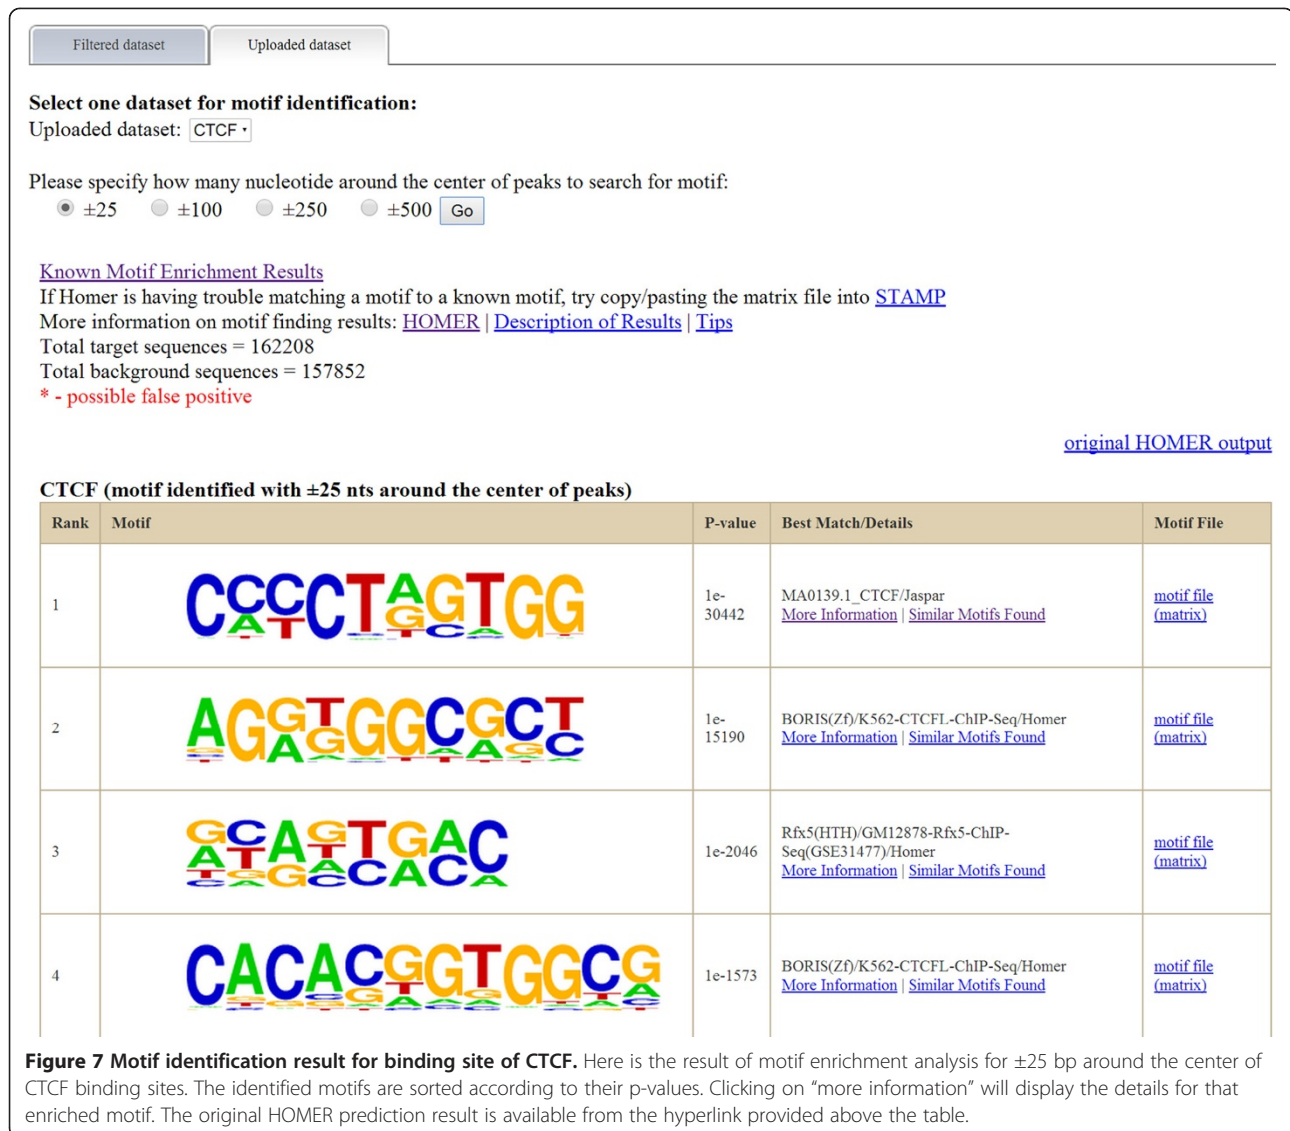 Filtered dataset Uploaded dataset
Select one dataset for motif identification:
Uploaded dataset: CTCF
Please specify how many nucleotide around the center of peaks to search for motif:
±25 ±100 ±250 ±500 Go
Known Motif Enrichment Results
If Homer is having trouble matching a motif to a known motif, try copy/pasting the matrix file into STAMP
More information on motif finding results: HOMER | Description of Results | Tips
Total target sequences = 162208
Total background sequences = 157852
* - possible false positive
original HOMER output
CTCF (motif identified with ±25 nts around the center of peaks)
Rank Motif P-value Best Match/Details Motif File
1 CCCCTAGTGG 1e-30442 MA0139.1_CTCF/Jaspar
More Information | Similar Motifs Found
motif file
(matrix)
2 AGGTGGCGCT 1e-15190 BORIS(Zf)/K562-CTCFL-ChIP-Seq/Homer
More Information | Similar Motifs Found
motif file
(matrix)
3 GCAGTGAC 1e-2046 Rfx5(HTH)/GM12878-Rfx5-ChIP-
Seq(GSE31477)/Homer
More Information | Similar Motifs Found
motif file
(matrix)
4 CACACGGTGGCG 1e-1573 BORIS(Zf)/K562-CTCFL-ChIP-Seq/Homer
More Information | Similar Motifs Found
motif file
(matrix)
Figure 7 Motif identification result for binding site of CTCF. Here is the result of motif enrichment analysis for ±25 bp around the center of
CTCF binding sites. The identified motifs are sorted according to their p-values. Clicking on “more information” will display the details for that
enriched motif. The original HOMER prediction result is available from the hyperlink provided above the table.